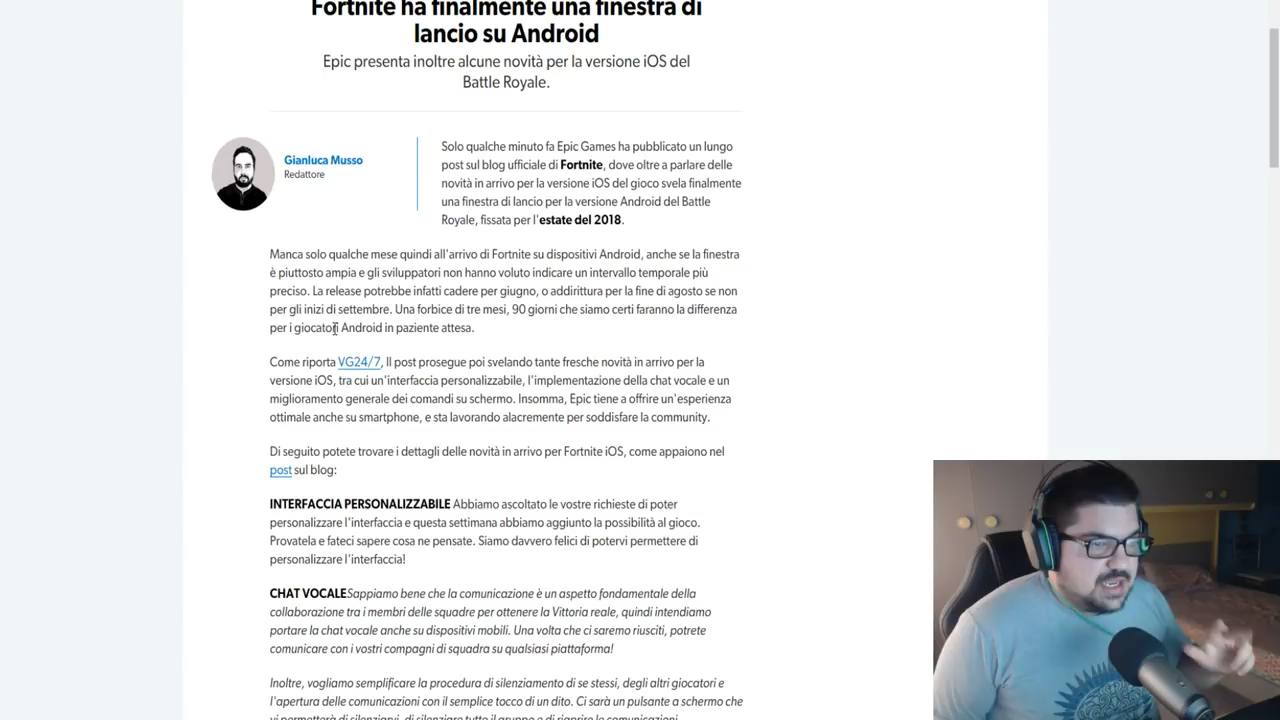 Fortnite ha finalmente una finestra di
lancio su Android
Epic presenta inoltre alcune novità per la versione iOS del
Battle Royale.
Gianluca Musso
Redattore
Solo qualche minuto fa Epic Games ha pubblicato un lungo
post sul blog ufficiale di Fortnite, dove oltre a parlare delle
novità in arrivo per la versione iOS del gioco svela finalmente
una finestra di lancio per la versione Android del Battle
Royale, fissata per l'estate del 2018.
Manca solo qualche mese quindi all'arrivo di Fortnite su dispositivi Android, anche se la finestra
è piuttosto ampia e gli sviluppatori non hanno voluto indicare un intervallo temporale più
preciso. La release potrebbe infatti cadere per giugno, o addirittura per la fine di agosto se non
per gli inizi di settembre. Una forbice di tre mesi, 90 giorni che siamo certi faranno la differenza
per i giocatori Android in paziente attesa.
Come riporta VG24/7, Il post prosegue poi svelando tante fresche novità in arrivo per la
versione iOS, tra cui un'interfaccia personalizzabile, l'implementazione della chat vocale e un
miglioramento generale dei comandi su schermo. Insomma, Epic tiene a offrire un'esperienza
ottimale anche su smartphone, e sta lavorando alacremente per soddisfare la community.
Di seguito potete trovare i dettagli delle novità in arrivo per Fortnite iOS, come appaiono nel
post sul blog:
INTERFACCIA PERSONALIZZABILE Abbiamo ascoltato le vostre richieste di poter
personalizzare l'interfaccia e questa settimana abbiamo aggiunto la possibilità al gioco.
Provatela e fateci sapere cosa ne pensate. Siamo davvero felici di potervi permettere di
personalizzare l'interfaccia!
CHAT VOCALESappiamo bene che la comunicazione è un aspetto fondamentale della
collaborazione tra i membri delle squadre per ottenere la Vittoria reale, quindi intendiamo
portare la chat vocale anche su dispositivi mobili. Una volta che ci saremo riusciti, potrete
comunicare con i vostri compagni di squadra su qualsiasi piattaforma!
Inoltre, vogliamo semplificare la procedura di silenziamento di se stessi, degli altri giocatori e
l'apertura delle comunicazioni con il semplice tocco di un dito. Ci sarà un pulsante a schermo che
vi permetterà di silenziarvi, di silenziare tutto il gruppo e di riaprire le comunicazioni.